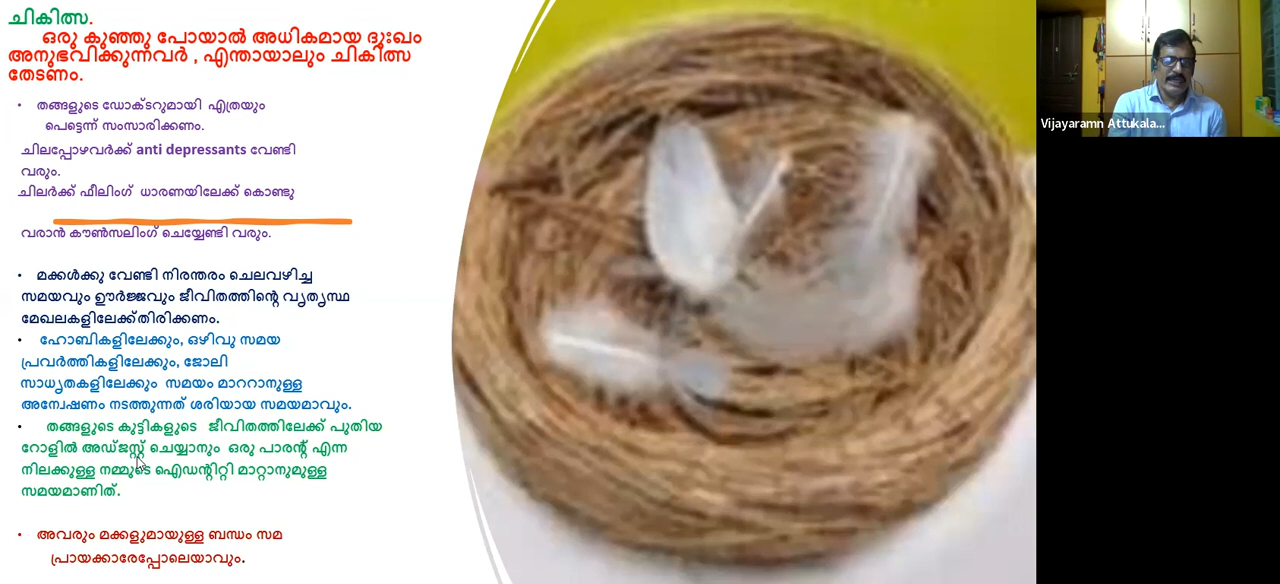 ചികിത്സ.
ഒരു കുഞ്ഞു പോയാൽ അധികമായ ദുഃഖം
അനുഭവിക്കുന്നവർ , എന്തായാലും ചികിത്സ
തേടണം.
• തങ്ങളുടെ ഡോക്ടറുമായി എത്രയും
പെട്ടെന്ന് സംസാരിക്കണം.
ചിലപ്പോഴവർക്ക് anti depressants വേണ്ടി
വരും.
ചിലർക്ക് ഫീലിംഗ് ധാരണയിലേക്ക് കൊണ്ടു
വരാൻ കൗൺസലിംഗ് ചെയ്യേണ്ടി വരും.
• മക്കൾക്കു വേണ്ടി നിരന്തരം ചെലവഴിച്ച
സമയവും ഊർജ്ജവും ജീവിതത്തിന്റെ വ്യത്യസ്ഥ
മേഖലകളിലേക്ക്തിരിക്കണം.
• ഹോബികളിലേക്കും, ഒഴിവു സമയ
പ്രവർത്തികളിലേക്കും, ജോലി
സാധ്യതകളിലേക്കും സമയം മാററാനുള്ള
അന്വേഷണം നടത്തുന്നത് ശരിയായ സമയമാവും.
• തങ്ങളുടെ കുട്ടികളുടെ ജീവിതത്തിലേക്ക് പുതിയ
റോളിൽ അഡ്ജസ്റ്റ് ചെയ്യാനും ഒരു പാരന്റ് എന്ന
നിലക്കുള്ള നമ്മുടെ ഐഡന്റിറ്റി മാറ്റാനുമുള്ള
സമയമാണിത്.
• അവരും മക്കളുമായുള്ള ബന്ധം സമ
പ്രായക്കാരേപ്പോലെയാവും.
Vijayaramn Attukala...